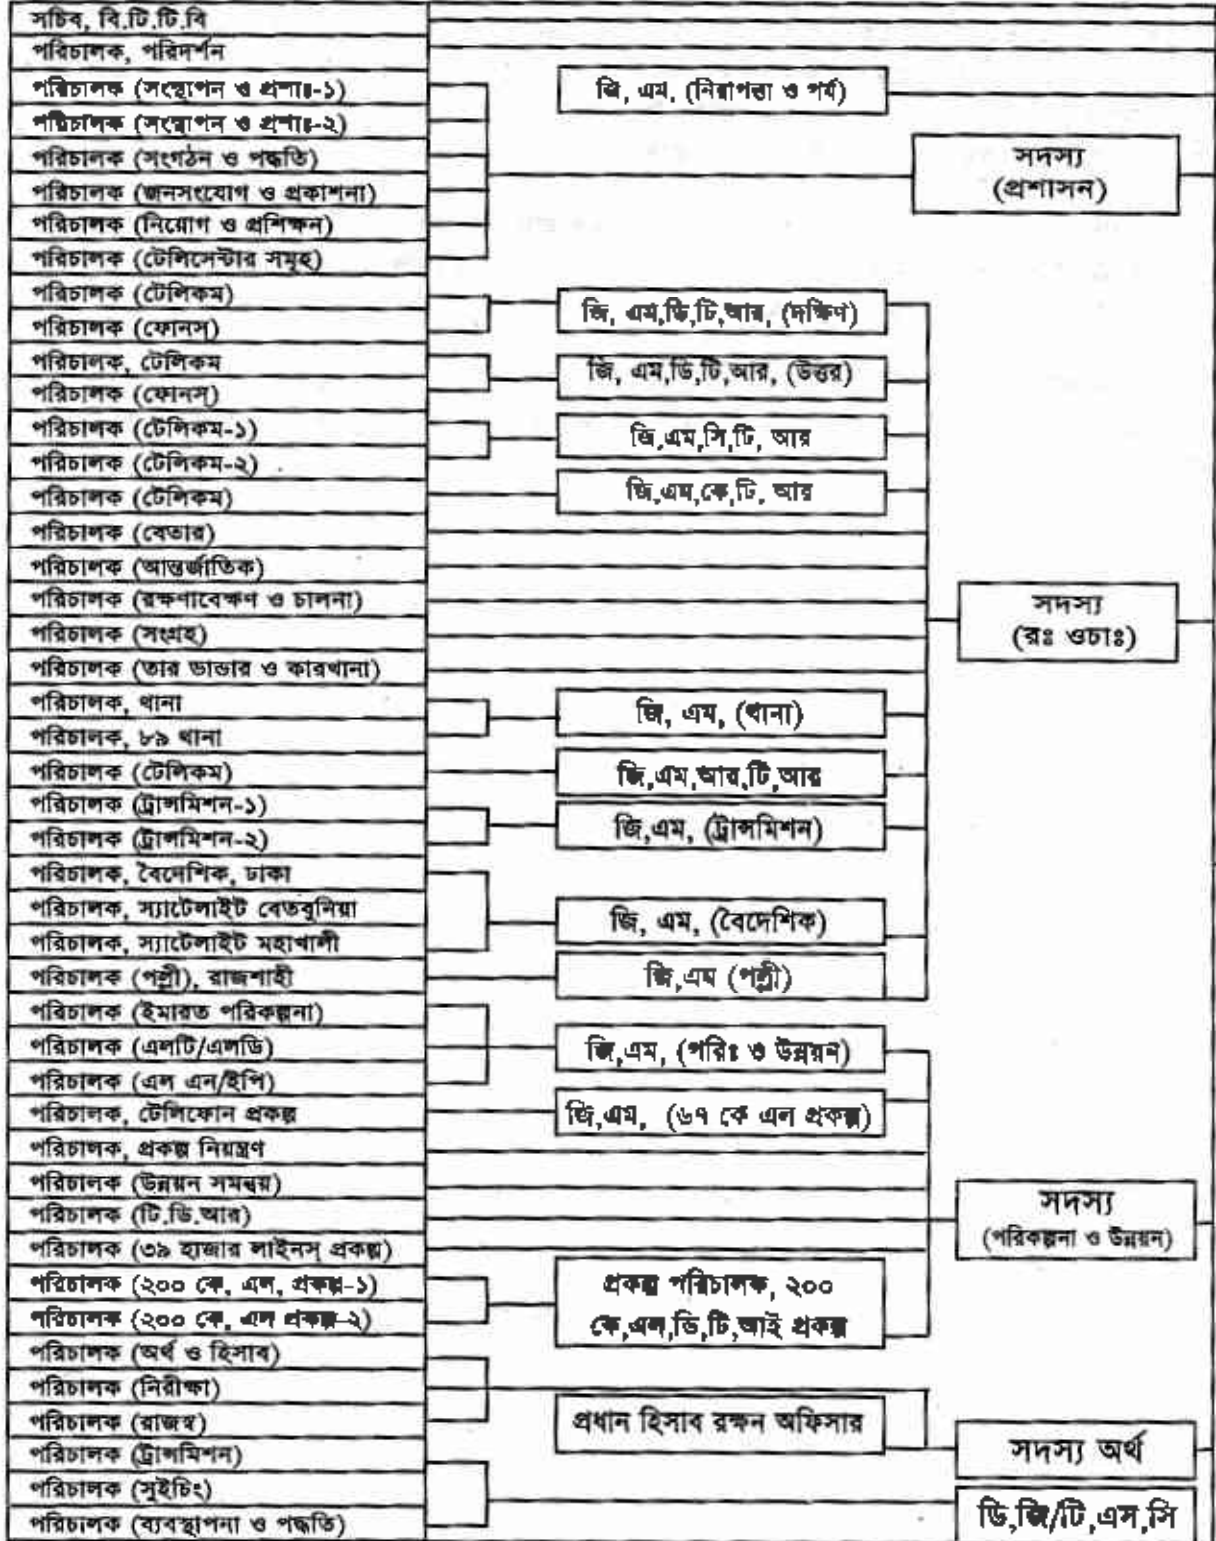 সচিব, বি.টি.টি.বি
পরিচালক, পরিদর্শন
পরিচালক (সংস্থাপন ও প্রশাঃ-১)
পরিচালক (সংস্থাপন ও প্রশাঃ-২)
পরিচালক (সংগঠন ও পদ্ধতি)
পরিচালক (জনসংযোগ ও প্রকাশনা)
পরিচালক (নিয়োগ ও প্রশিক্ষন)
পরিচালক (টেলিসেন্টার সমূহ)
পরিচালক (টেলিকম)
পরিচালক (ফোনস্)
পরিচালক, টেলিকম
পরিচালক (ফোনস্)
পরিচালক (টেলিকম-১)
পরিচালক (টেলিকম-২)
পরিচালক (টেলিকম)
পরিচালক (বেতার)
পরিচালক (আন্তর্জাতিক)
পরিচালক (রক্ষণাবেক্ষণ ও চালনা)
পরিচালক (সংগ্রহ)
পরিচালক (তার ভান্ডার ও কারখানা)
পরিচালক, থানা
পরিচালক, ৮৯ থানা
পরিচালক (টেলিকম)
পরিচালক (ট্রান্সমিশন-১)
পরিচালক (ট্রান্সমিশন-২)
পরিচালক, বৈদেশিক, ঢাকা
পরিচালক, স্যাটেলাইট বেতবুনিয়া
পরিচালক, স্যাটেলাইট মহাখালী
পরিচালক (পল্লী), রাজশাহী
পরিচালক (ইমারত পরিকল্পনা)
পরিচালক (এলটি/এলডি)
পরিচালক (এল এন/ইপি)
পরিচালক, টেলিফোন প্রকল্প
পরিচালক, প্রকল্প নিয়ন্ত্রণ
পরিচালক (উন্নয়ন সমন্বয়)
পরিচালক (টি.ডি.আর)
পরিচালক (৩৯ হাজার লাইনস্ প্রকল্প)
পরিচালক (২০০ কে, এল, প্রকল্প-১)
পরিচালক (২০০ কে, এল প্রকল্প-২)
পরিচালক (অর্থ ও হিসাব)
পরিচালক (নিরীক্ষা)
পরিচালক (রাজস্ব)
পরিচালক (ট্রান্সমিশন)
পরিচালক (সুইচিং)
পরিচালক (ব্যবস্থাপনা ও পদ্ধতি)
জি, এম, (নিরাপত্তা ও পর্য)
জি, এম,ডি,টি,আর, (দক্ষিণ)
জি, এম,ডি,টি,আর, (উত্তর)
জি,এম,সি,টি, আর
জি,এম,কে,টি, আর
জি, এম, (থানা)
জি,এম,আর,টি,আর
জি,এম, (ট্রান্সমিশন)
জি, এম, (বৈদেশিক)
জি,এম (পল্লী)
জি,এম, (পরিঃ ও উন্নয়ন)
জি,এম, (৬৭ কে এল প্রকল্প)
প্রকল্প পরিচালক, ২০০
কে,এল,ডি,টি,আই প্রকল্প
প্রধান হিসাব রক্ষন অফিসার
সদস্য
(প্রশাসন)
সদস্য
(রঃ ওচাঃ)
সদস্য
(পরিকল্পনা ও উন্নয়ন)
সদস্য অর্থ
ডি,জি/টি,এস,সি